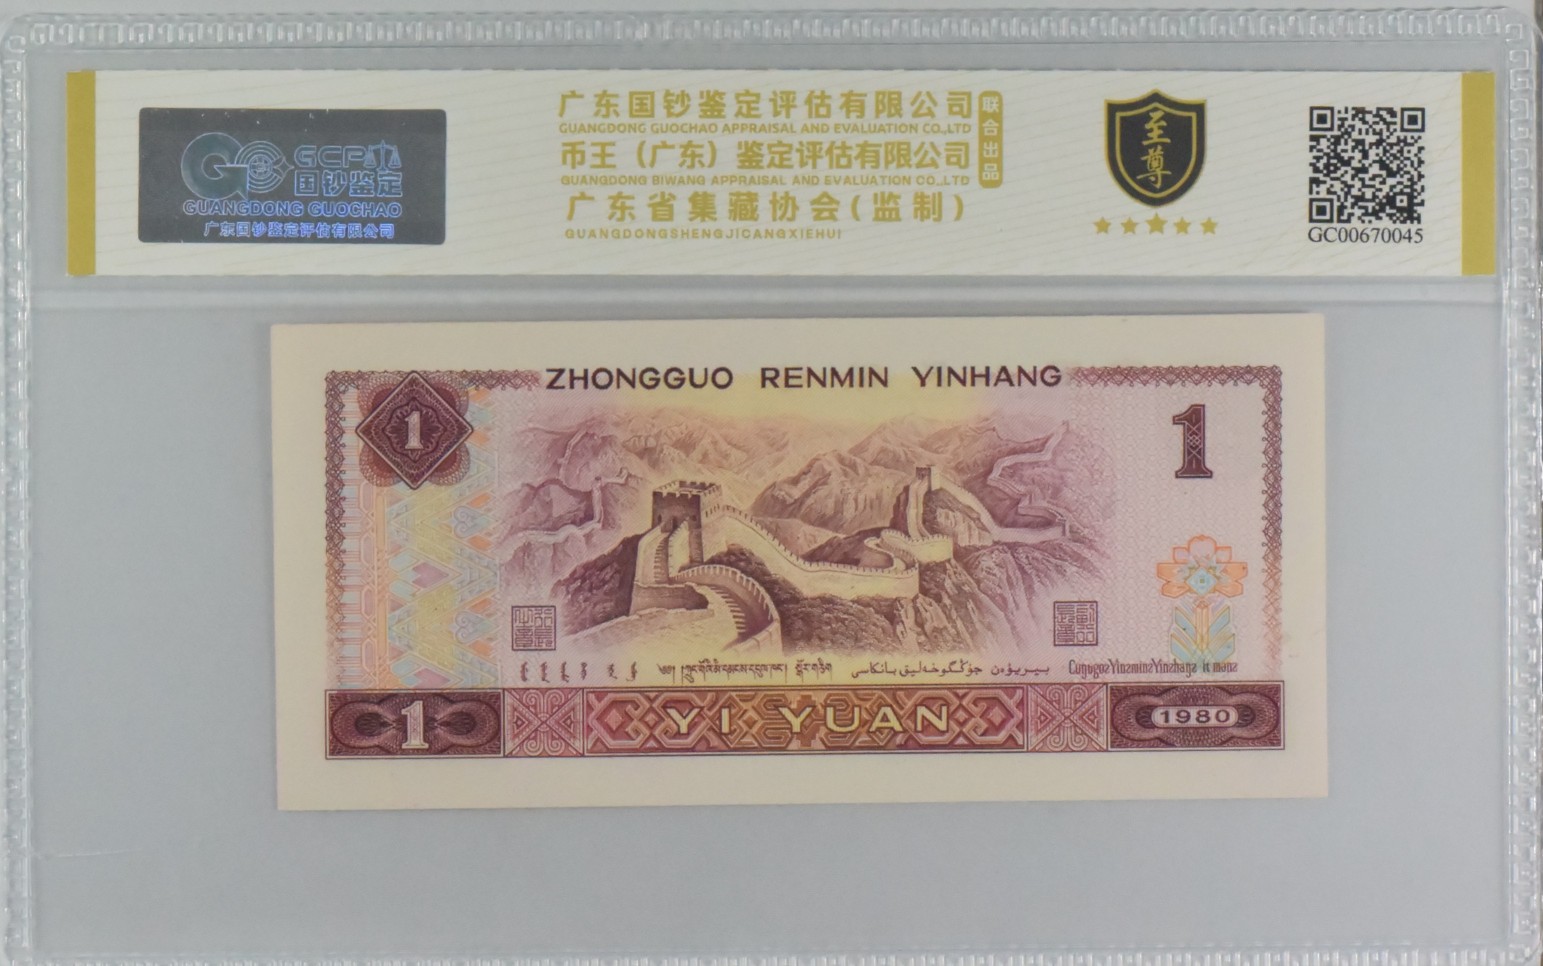 GCP
国钞鉴定
GUANGDONG GUOCHAO
广东国钞鉴定评估有限公司
广东国钞鉴定评估有限公司
GUANGDONG GUOCHAO APPRAISAL AND EVALUATION CO.,LTD
币王（广东）鉴定评估有限公司
GUANGDONG BIWANG APPRAISAL AND EVALUATION CO.,LTD
广东省集藏协会(监制)
GUANGDONGSHENGJICANGXIEHUI
联合出品
至尊
GC00670045
ZHONGGUO RENMIN YINHANG
1
1
1
YI YUAN
1980